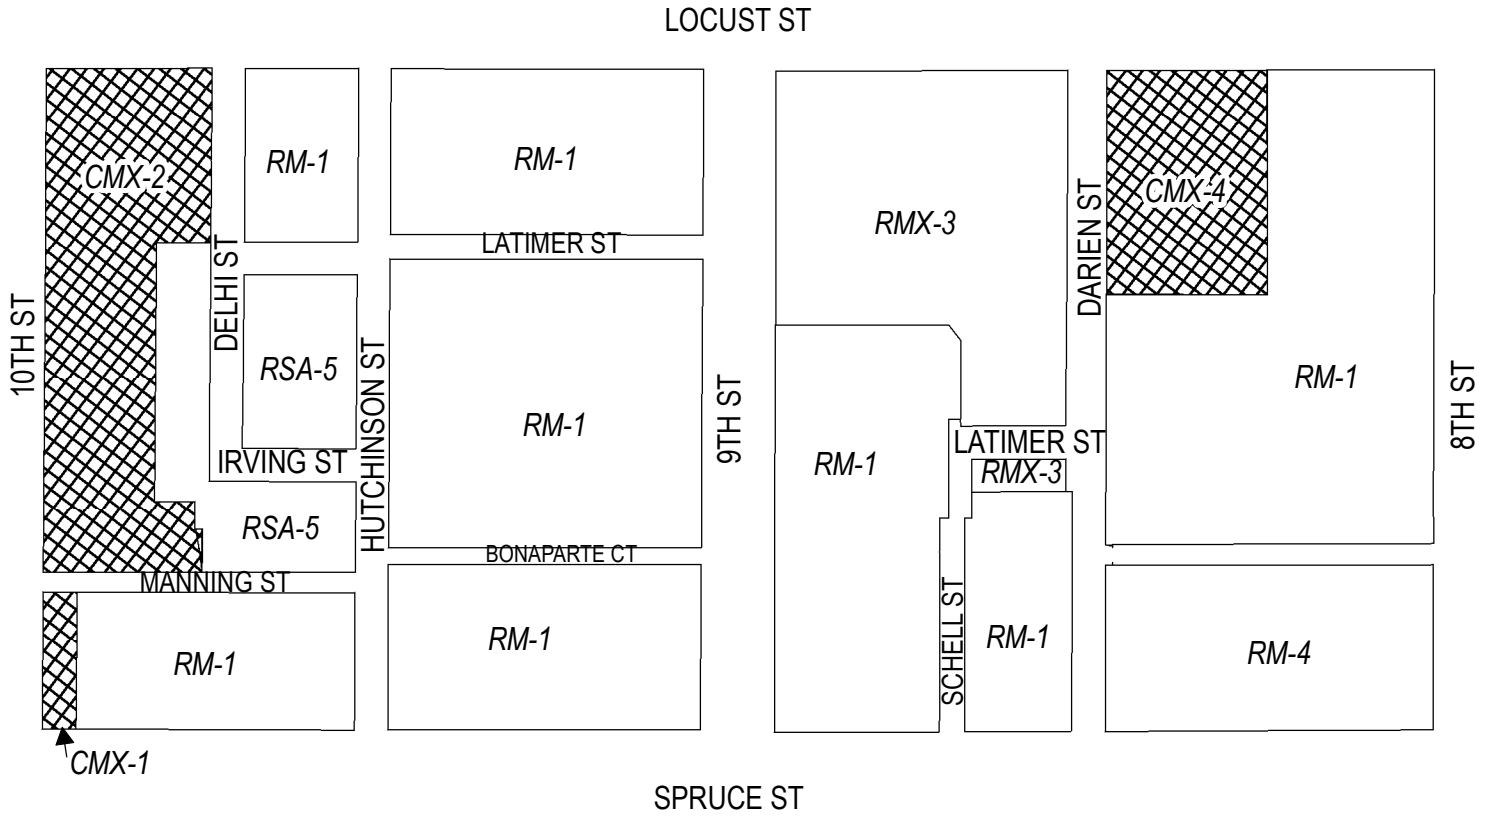 LOCUST ST
CMX-2
RM-1
RM-1
RMX-3
CMX-4
LATIMER ST
DELHI ST
DARIEN ST
10TH ST
RSA-5
HUTCHINSON ST
9TH ST
RM-1
8TH ST
RM-1
IRVING ST
RM-1
LATIMER ST
RMX-3
RSA-5
BONAPARTE CT
MANNING ST
RM-1
RM-1
SCHELL ST
RM-1
RM-4
CMX-1
SPRUCE ST